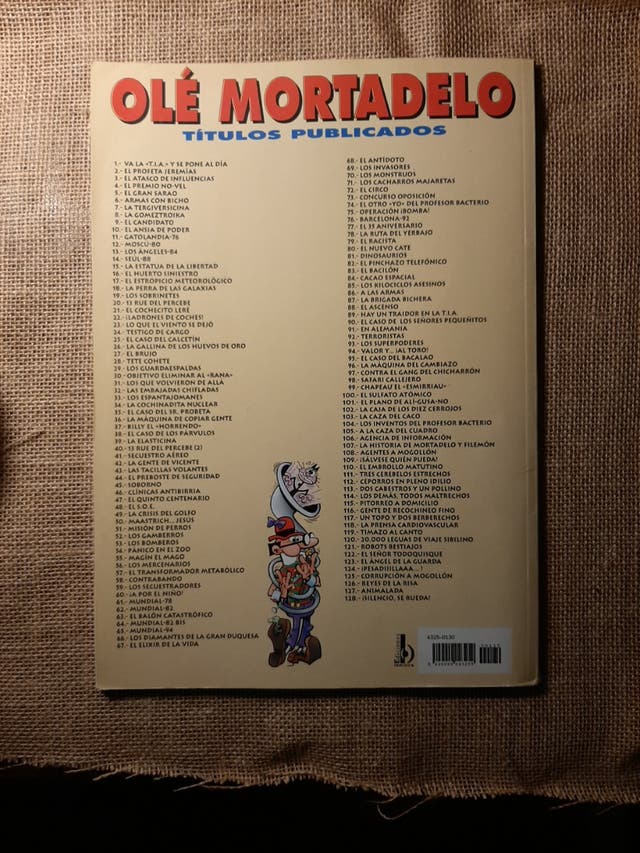 OLÉ MORTADELO
TÍTULOS PUBLICADOS
1.- VA LA «T.I.A.» Y SE PONE AL DÍA
2.- EL PROFETA JEREMÍAS
3.- EL ATASCO DE INFLUENCIAS
4.- EL PREMIO NO-VEL
5.- EL GRAN SARAO
6.- ARMAS CON BICHO
7.- LA TERGIVERSICINA
8.- LA GOMEZTROIKA
9.- EL CANDIDATO
10.- EL ANSIA DE PODER
11.- GATOLANDIA-76
12.- MOSCÚ-80
13.- LOS ÁNGELES-84
14.- SEÚL-88
15.- LA ESTATUA DE LA LIBERTAD
16.- EL HUERTO SINIESTRO
17.- EL ESTROPICIO METEOROLÓGICO
18.- LA PERRA DE LAS GALAXIAS
19.- LOS SOBRINETES
20.- 13 RUE DEL PERCEBE
21.- EL COCHECITO LERÉ
22.- ¡LADRONES DE COCHES!
23.- LO QUE EL VIENTO SE DEJÓ
24.- TESTIGO DE CARGO
25.- EL CASO DEL CALCETÍN
26.- LA GALLINA DE LOS HUEVOS DE ORO
27.- EL BRUJO
28.- TETE COHETE
29.- LOS GUARDAESPALDAS
30.- OBJETIVO ELIMINAR AL «RANA»
31.- LOS QUE VOLVIERON DE ALLÁ
32.- LAS EMBAJADAS CHIFLADAS
33.- LOS ESPANTAJOMANES
34.- LA COCHINADITA NUCLEAR
35.- EL CASO DEL SR. PROBETA
36.- LA MÁQUINA DE COPIAR GENTE
37.- BILLY EL «HORRENDO»
38.- EL CASO DE LOS PÁRVULOS
39.- LA ELASTICINA
40.- 13 RUE DEL PERCEBE (2)
41.- SECUESTRO AÉREO
42.- LA GENTE DE VICENTE
43.- LAS TACILLAS VOLANTES
44.- EL PREBOSTE DE SEGURIDAD
45.- SOBORNO
46.- CLÍNICAS ANTIBIRRIA
47.- EL QUINTO CENTENARIO
48.- EL S.O.E.
49.- LA CRISIS DEL GOLFO
50.- MAASTRICH... JESÚS
51.- MISIÓN DE PERROS
52.- LOS GAMBERROS
53.- LOS BOMBEROS
54.- PÁNICO EN EL ZOO
55.- MAGÍN EL MAGO
56.- LOS MERCENARIOS
57.- EL TRANSFORMADOR METABÓLICO
58.- CONTRABANDO
59.- LOS SECUESTRADORES
60.- ¡A POR EL NIÑO!
61.- MUNDIAL-78
62.- MUNDIAL-82
63.- EL BALÓN CATASTRÓFICO
64.- MUNDIAL-82 BIS
65.- MUNDIAL-94
66.- LOS DIAMANTES DE LA GRAN DUQUESA
67.- EL ELIXIR DE LA VIDA
68.- EL ANTÍDOTO
69.- LOS INVASORES
70.- LOS MONSTRUOS
71.- LOS CACHARROS MAJARETAS
72.- EL CIRCO
73.- CONCURSO OPOSICIÓN
74.- EL OTRO «YO» DEL PROFESOR BACTERIO
75.- OPERACIÓN ¡BOMBA!
76.- BARCELONA-92
77.- EL 35 ANIVERSARIO
78.- LA RUTA DEL YERBAJO
79.- EL RACISTA
80.- EL NUEVO CATE
81.- DINOSAURIOS
82.- EL PINCHAZO TELEFÓNICO
83.- EL BACILÓN
84.- CACAO ESPACIAL
85.- LOS KILOCICLOS ASESINOS
86.- A LAS ARMAS
87.- LA BRIGADA BICHERA
88.- EL ASCENSO
89.- HAY UN TRAIDOR EN LA T.I.A.
90.- EL CASO DE LOS SEÑORES PEQUEÑITOS
91.- EN ALEMANIA
92.- TERRORISTAS
93.- LOS SUPERPODERES
94.- VALOR Y... ¡AL TORO!
95.- EL CASO DEL BACALAO
96.- LA MÁQUINA DEL CAMBIAZO
97.- CONTRA EL GANG DEL CHICHARRÓN
98.- SAFARI CALLEJERO
99.- CHAPEAU EL «ESMIRRIAU»
100.- EL SULFATO ATÓMICO
101.- EL PLANO DE ALÍ-GUSA-NO
102.- LA CAJA DE LOS DIEZ CERROJOS
103.- LA CAZA DEL CACO
104.- LOS INVENTOS DEL PROFESOR BACTERIO
105.- A LA CAZA DEL CUADRO
106.- AGENCIA DE INFORMACIÓN
107.- LA HISTORIA DE MORTADELO Y FILEMÓN
108.- AGENTES A MOGOLLÓN
109.- ¡SÁLVESE QUIEN PUEDA!
110.- EL EMBROLLO MATUTINO
111.- TRES CEREBELOS ESTRECHOS
112.- CEPORROS EN PLENO IDILIO
113.- DOS CABESTROS Y UN POLLINO
114.- LOS DEMÁS, TODOS MALTRECHOS
115.- PITORREO A DOMICILIO
116.- GENTE DE RECOCHINEO FINO
117.- UN TOPO Y DOS BERBERECHOS
118.- LA PRENSA CARDIOVASCULAR
119.- TIMAZO AL CANTO
120.- 20.000 LEGUAS DE VIAJE SIBILINO
121.- ROBOTS BESTIAJOS
122.- EL SEÑOR TODOQUISQUE
123.- EL ÁNGEL DE LA GUARDA
124.- ¡PESADIIILLAAA...!
125.- CORRUPCIÓN A MOGOLLÓN
126.- REYES DE LA RISA
127.- ANIMALADA
128.- ¡SILENCIO, SE RUEDA!
4325-0130